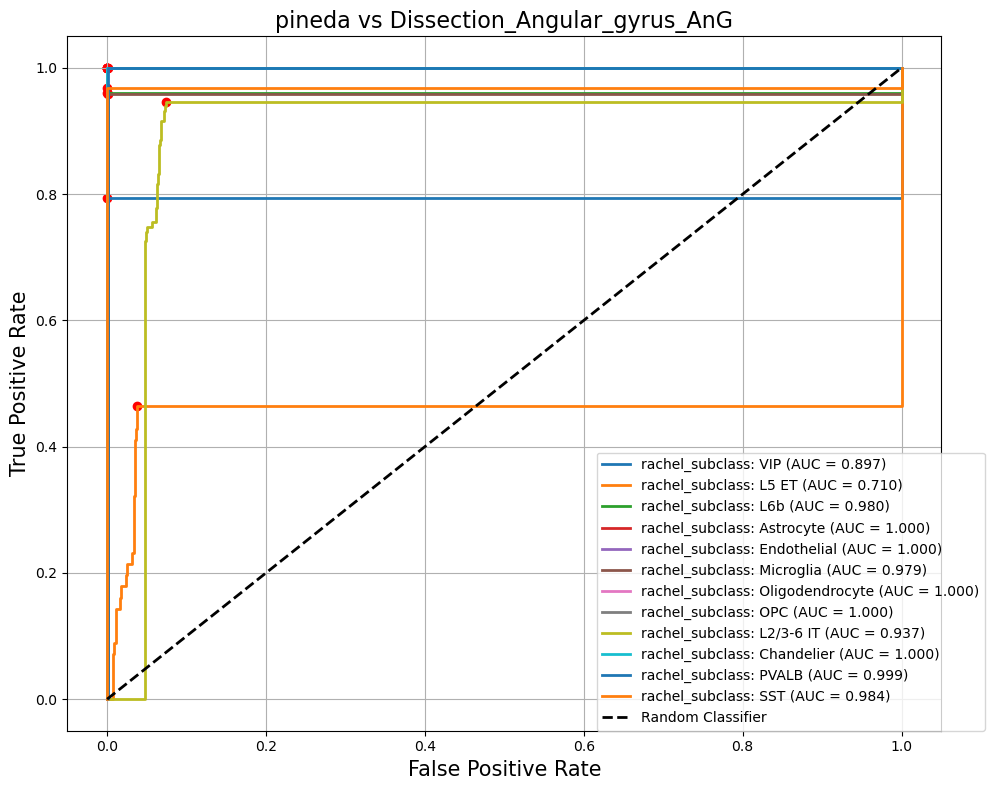 pineda vs Dissection_Angular_gyrus_AnG
True Positive Rate
1.0
0.8
0.6
0.4
0.2
0.0
rachel_subclass: VIP (AUC = 0.897)
rachel_subclass: L5 ET (AUC = 0.710)
rachel_subclass: L6b (AUC = 0.980)
rachel_subclass: Astrocyte (AUC = 1.000)
rachel_subclass: Endothelial (AUC = 1.000)
rachel_subclass: Microglia (AUC = 0.979)
rachel_subclass: Oligodendrocyte (AUC = 1.000)
rachel_subclass: OPC (AUC = 1.000)
rachel_subclass: L2/3-6 IT (AUC = 0.937)
rachel_subclass: Chandelier (AUC = 1.000)
rachel_subclass: PVALB (AUC = 0.999)
rachel_subclass: SST (AUC = 0.984)
Random Classifier
0.0 0.2 0.4 0.6 0.8 1.0
False Positive Rate